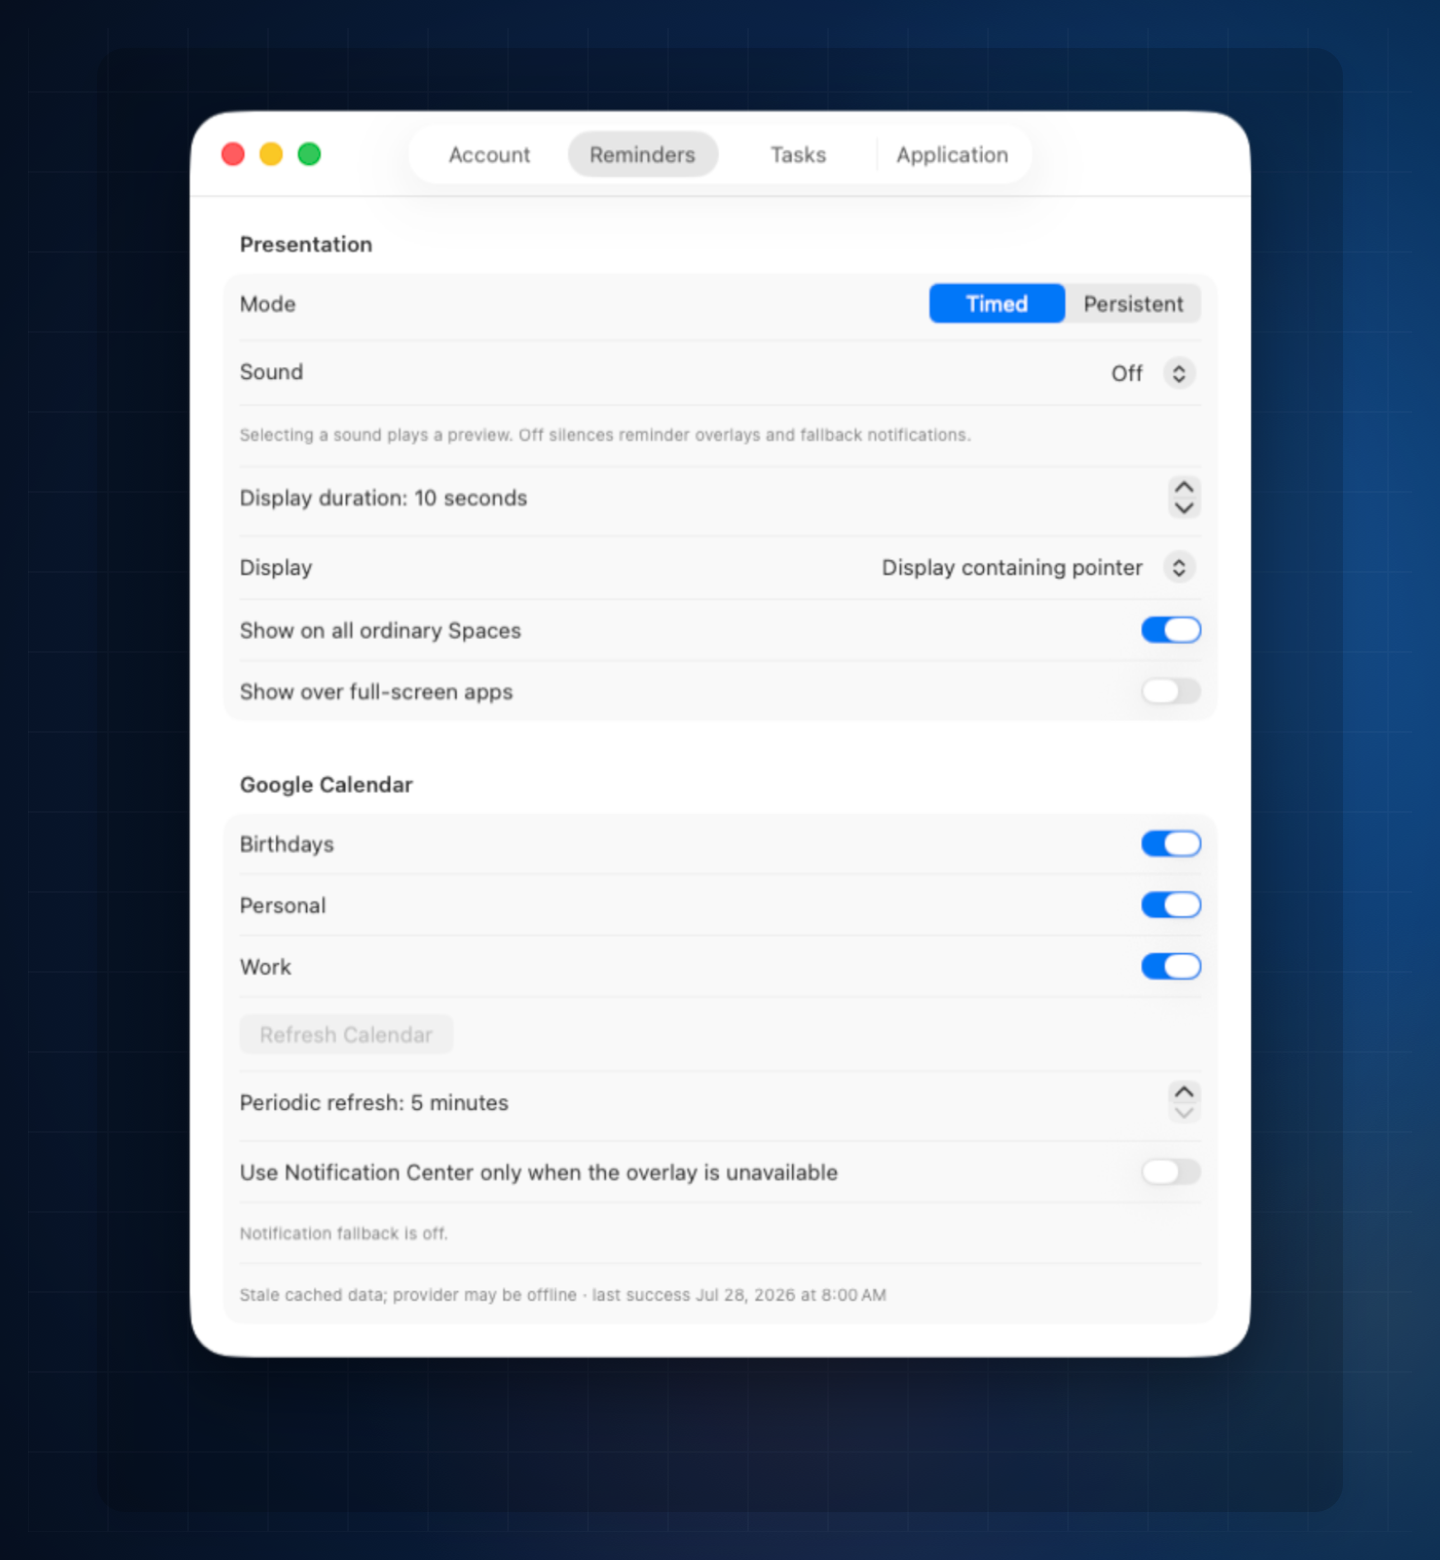 Account
Reminders
Tasks
Application
Presentation
Mode
Timed
Persistent
Sound
Off
Selecting a sound plays a preview. Off silences reminder overlays and fallback notifications.
Display duration: 10 seconds
Display
Display containing pointer
Show on all ordinary Spaces
Show over full-screen apps
Google Calendar
Birthdays
Personal
Work
Refresh Calendar
Periodic refresh: 5 minutes
Use Notification Center only when the overlay is unavailable
Notification fallback is off.
Stale cached data; provider may be offline · last success Jul 28, 2026 at 8:00 AM